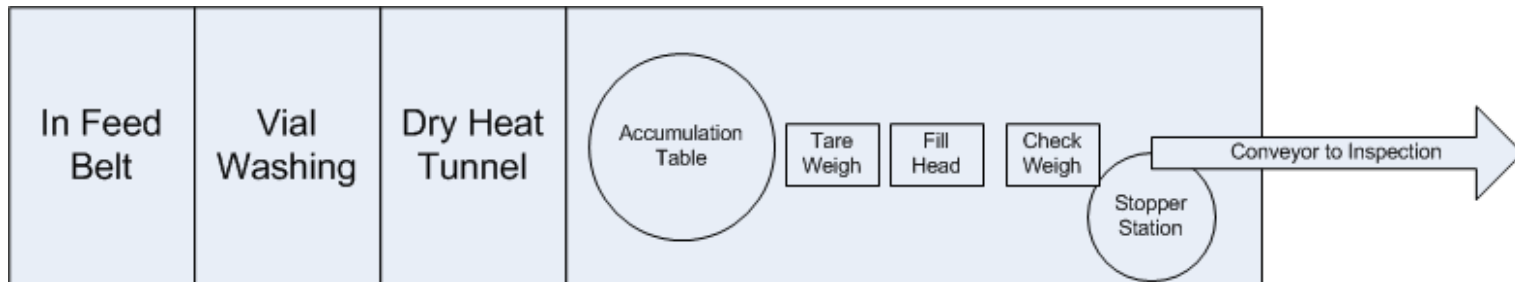 In Feed
Belt
Vial
Washing
Dry Heat
Tunnel
Accumulation
Table
Tare
Weigh
Fill
Head
Check
Weigh
Stopper
Station
Conveyor to Inspection